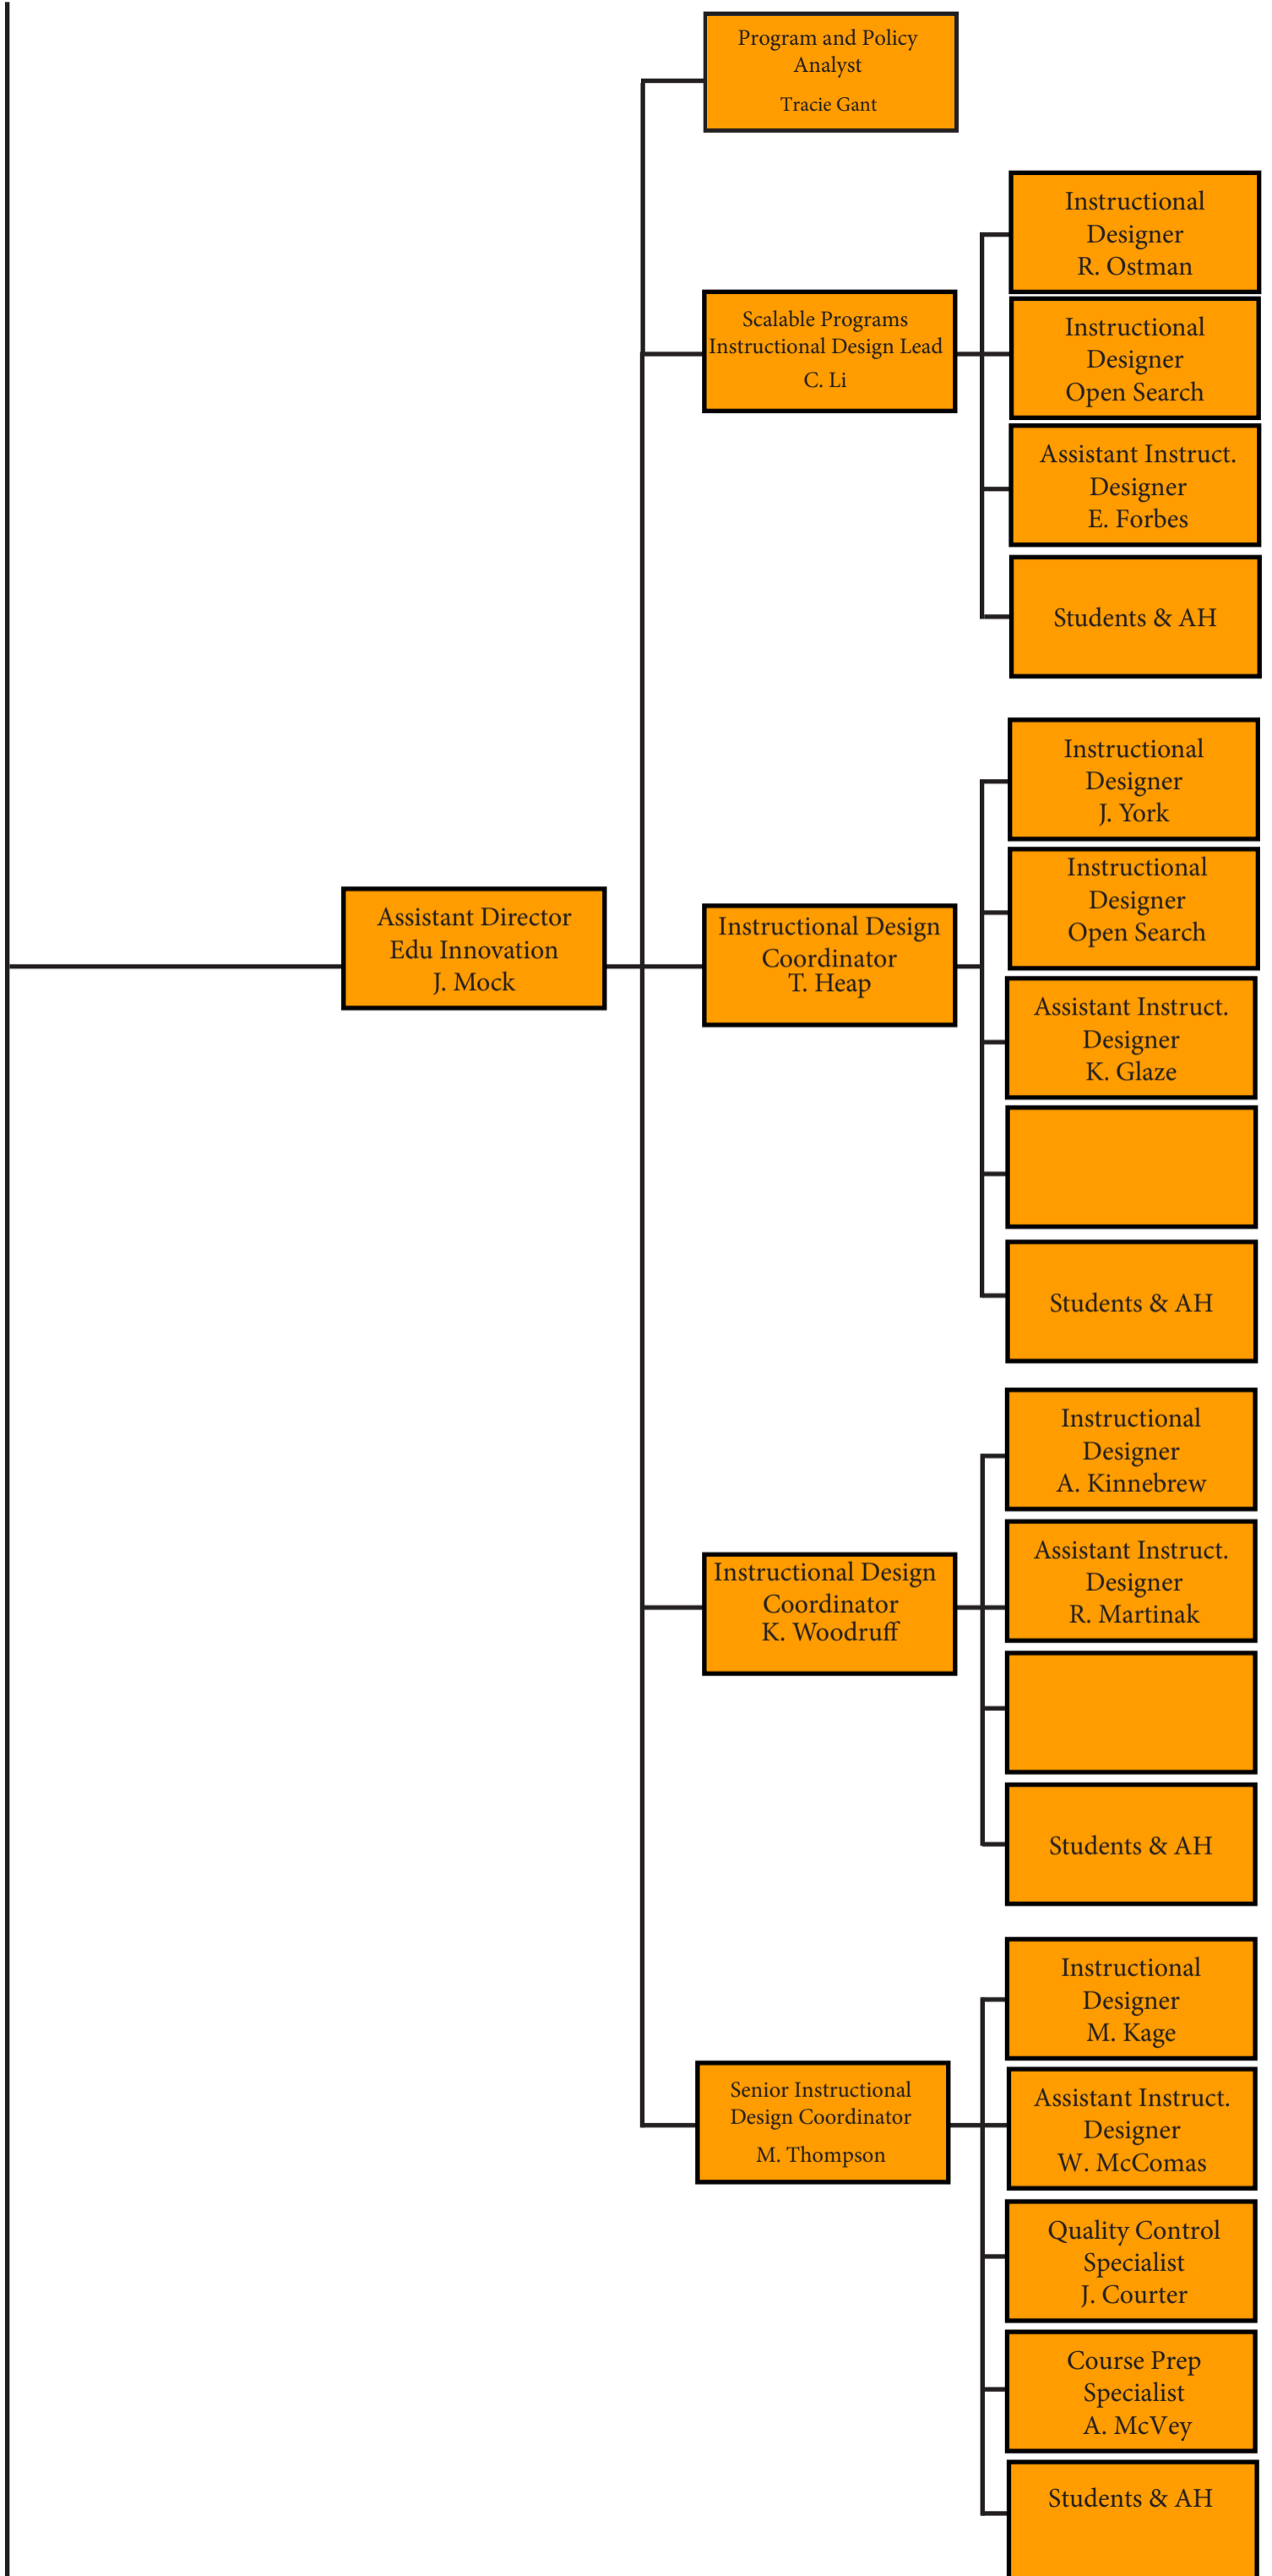 Program and Policy
Analyst
Tracie Gant
Instructional
Designer
R. Ostman
Scalable Programs
Instructional Design Lead
C. Li
Instructional
Designer
Open Search
Assistant Instruct.
Designer
E. Forbes
Students & AH
Instructional
Designer
J. York
Assistant Director
Edu Innovation
J. Mock
Instructional Design
Coordinator
T. Heap
Instructional
Designer
Open Search
Assistant Instruct.
Designer
K. Glaze
Students & AH
Instructional
Designer
A. Kinnebrew
Instructional Design
Coordinator
K. Woodruff
Assistant Instruct.
Designer
R. Martinak
Students & AH
Instructional
Designer
M. Kage
Senior Instructional
Design Coordinator
M. Thompson
Assistant Instruct.
Designer
W. McComas
Quality Control
Specialist
J. Courter
Course Prep
Specialist
A. McVey
Students & AH